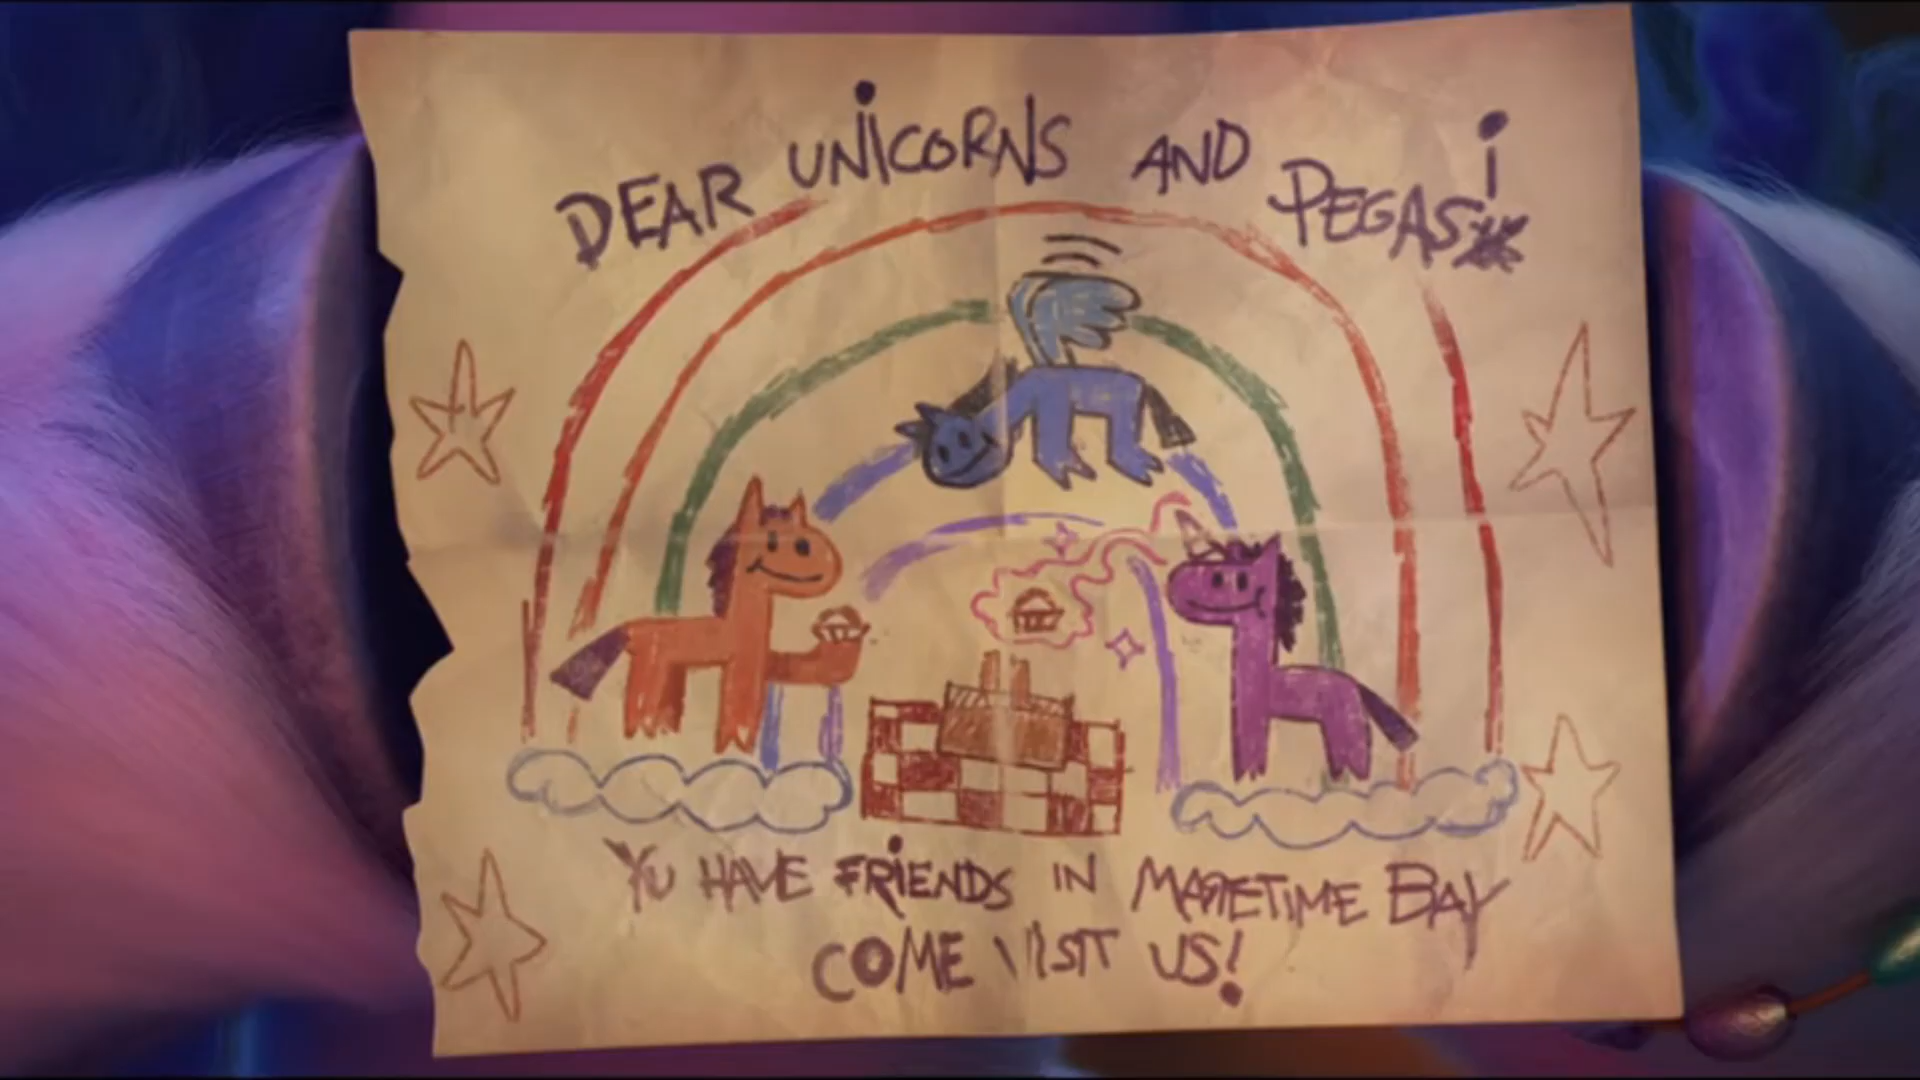 DEAR UNICORNS AND PEGASi
YU HAVE FRIENDS IN MARETIME BAY
COME VISIT US!